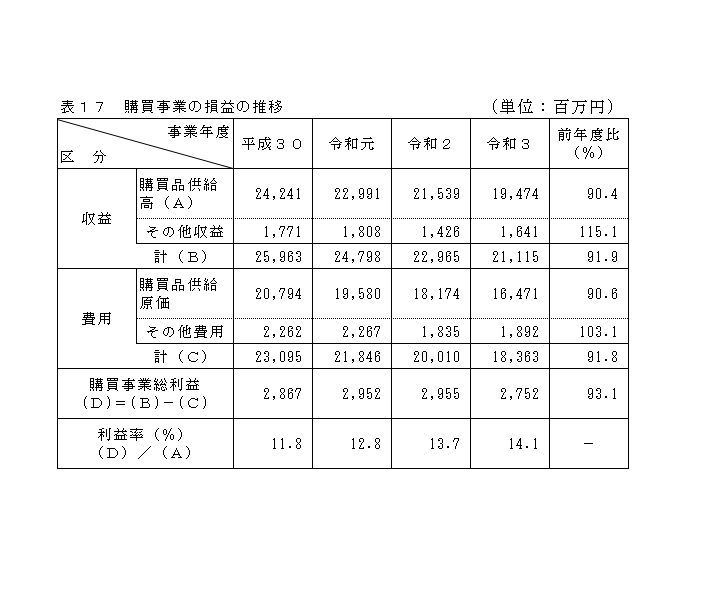 表１７　購買事業の損益の推移　（単位：百万円）
事業年度
区　分
平成３０　令和元　令和２　令和３　前年度比（％）
収益
購買品供給高（Ａ）　24,241　22,991　21,539　19,474　90.4
その他収益　1,771　1,808　1,426　1,641　115.1
計（Ｂ）　25,963　24,798　22,965　21,115　91.9
費用
購買品供給原価　20,794　19,580　18,174　16,471　90.6
その他費用　2,262　2,267　1,835　1,892　103.1
計（Ｃ）　23,095　21,846　20,010　18,363　91.8
購買事業総利益
(Ｄ)=(Ｂ)−(Ｃ)　2,867　2,952　2,955　2,752　93.1
利益率（％）
（Ｄ）／（Ａ）　11.8　12.8　13.7　14.1　－